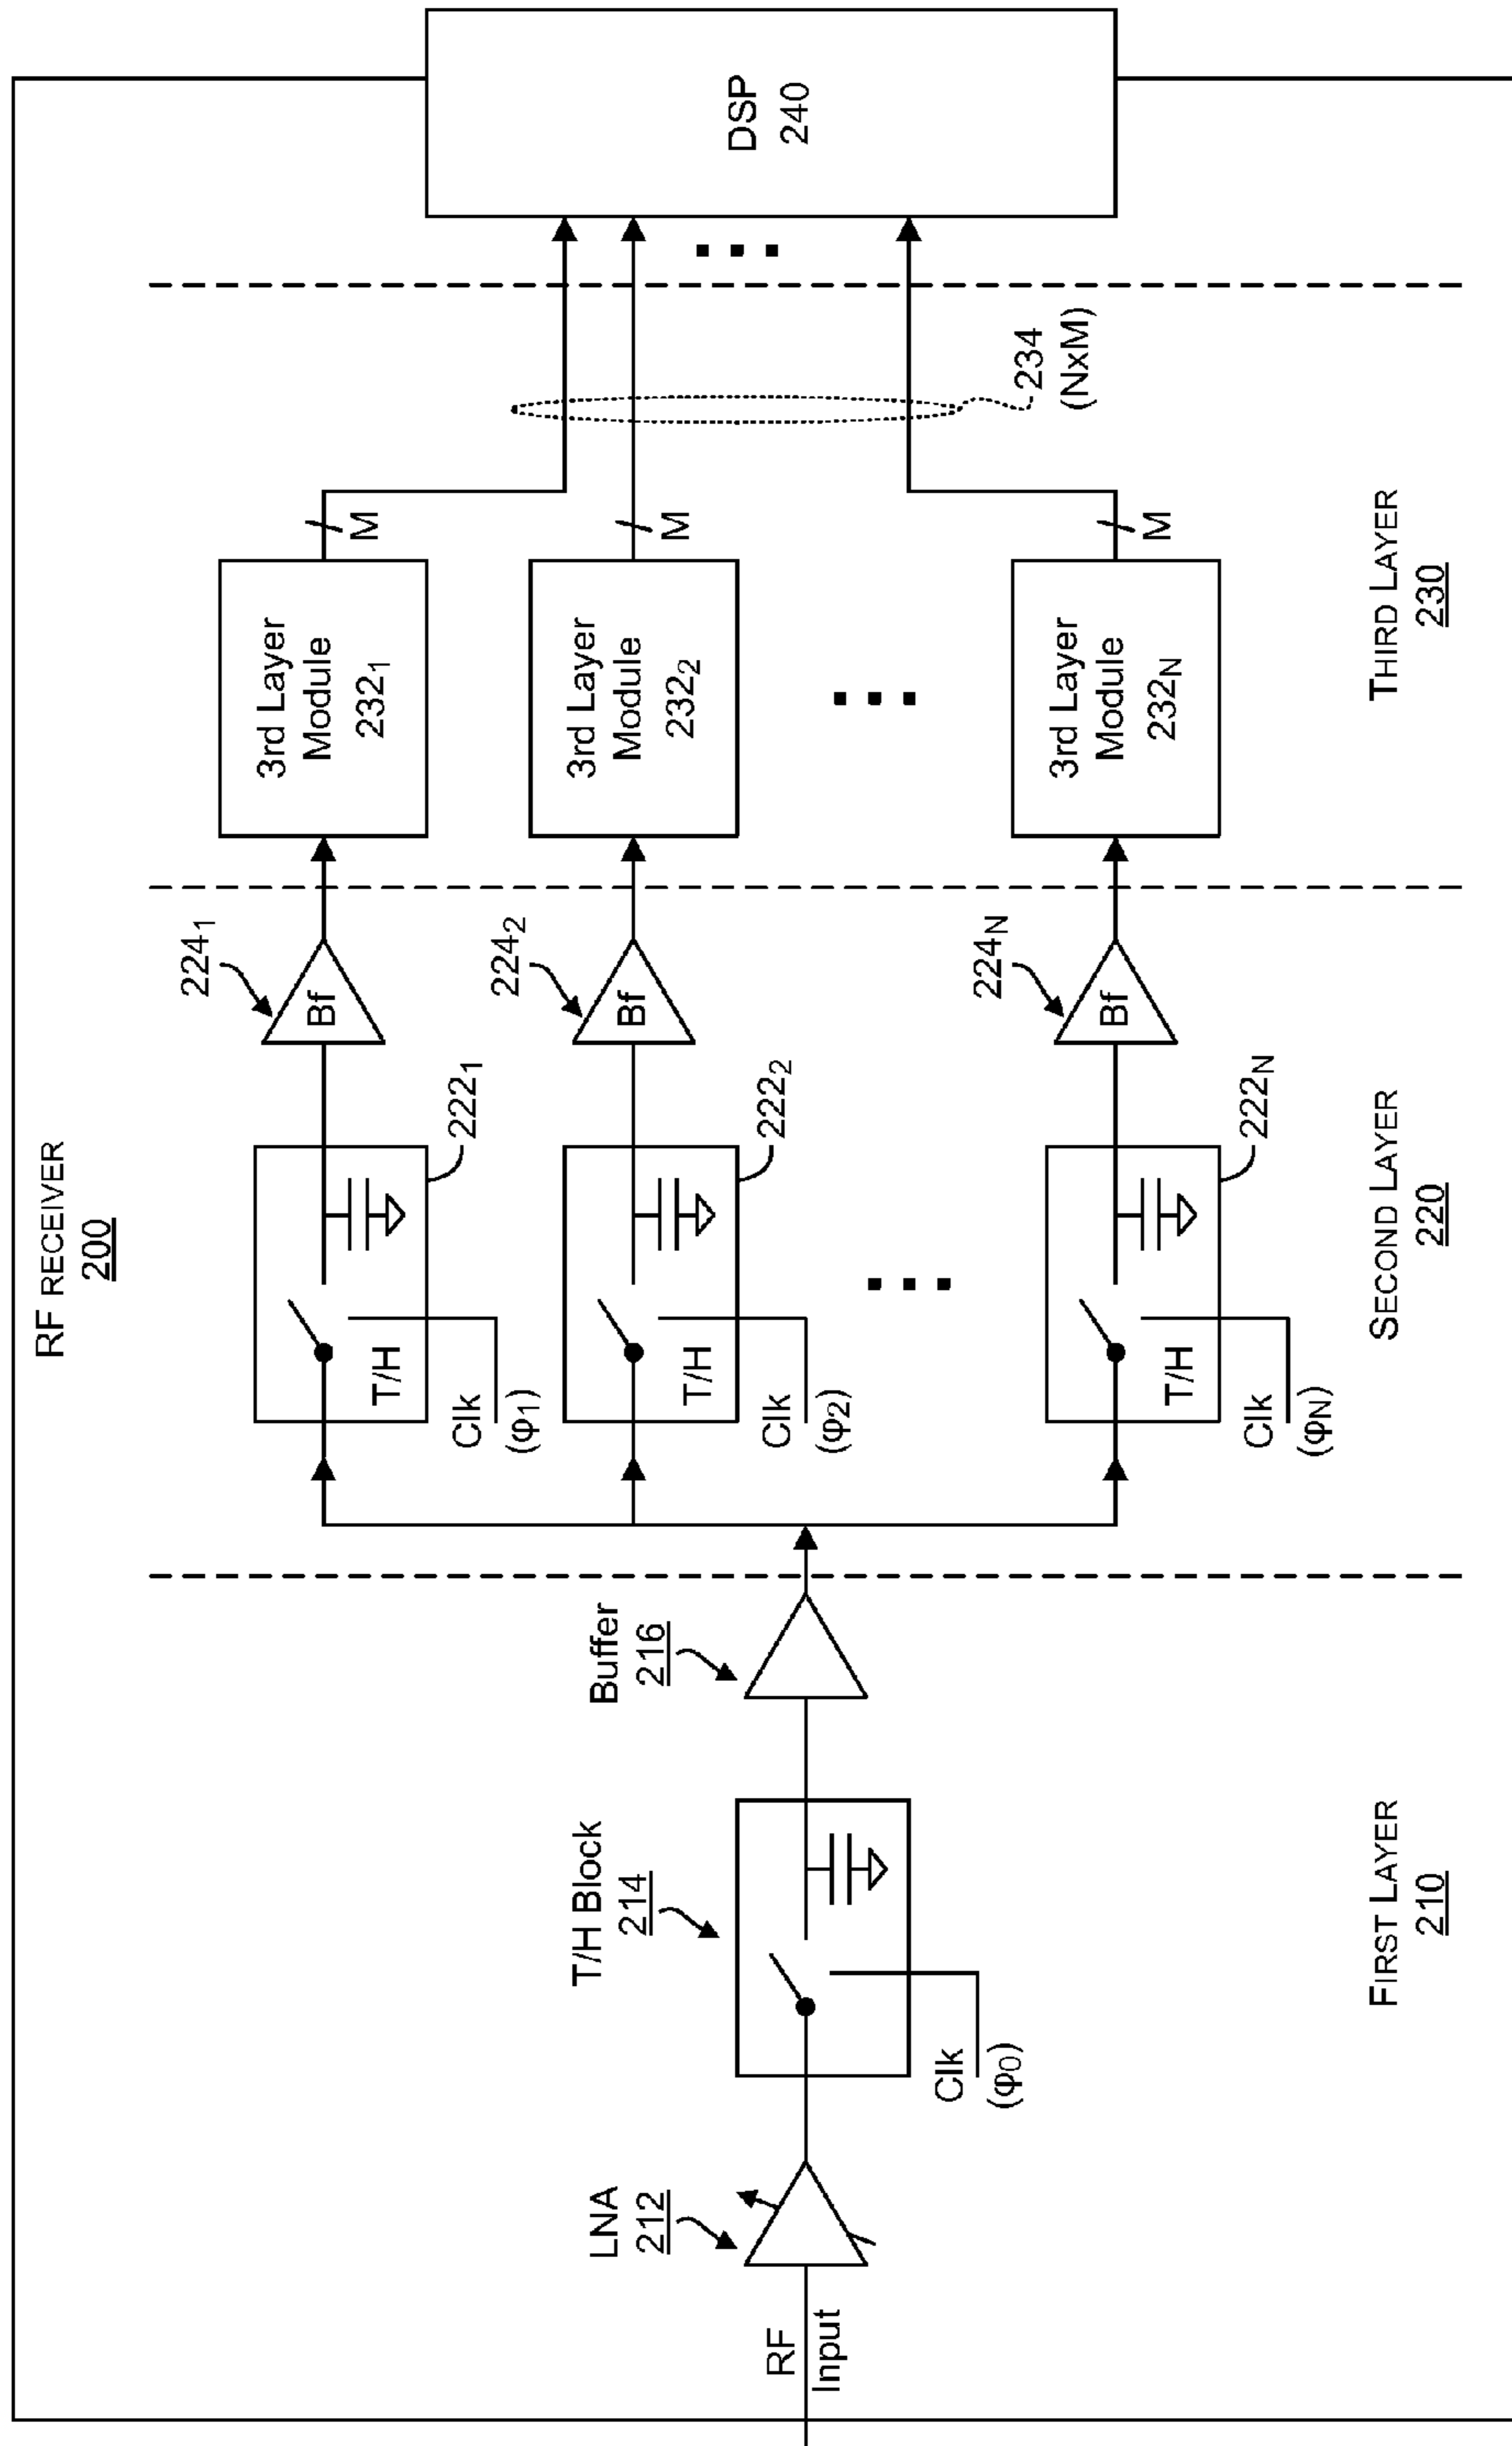 RF RECEIVER
200
RF
Input
LNA
212
T/H Block
214
Clk
(φ0)
Buffer
216
T/H
Clk
(φ1)
222₁
224₁
Bf
3rd Layer
Module
232₁
M
T/H
Clk
(φ2)
222₂
224₂
Bf
3rd Layer
Module
232₂
M
T/H
Clk
(φN)
222N
224N
Bf
3rd Layer
Module
232N
M
234
(NxM)
DSP
240
FIRST LAYER
210
SECOND LAYER
220
THIRD LAYER
230